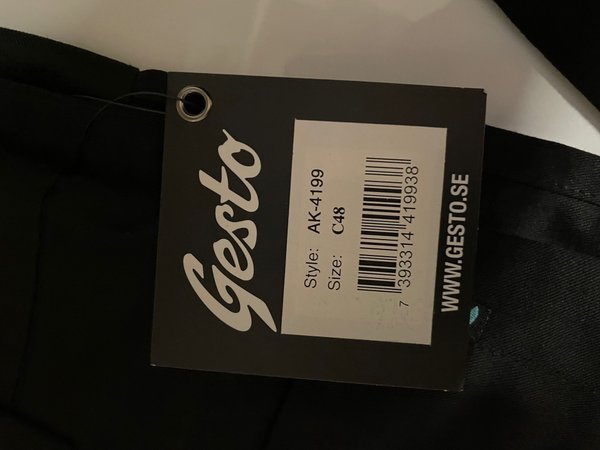 Gesto
Style: AK-4199
Size: C48
7 393314 419938
WWW.GESTO.SE